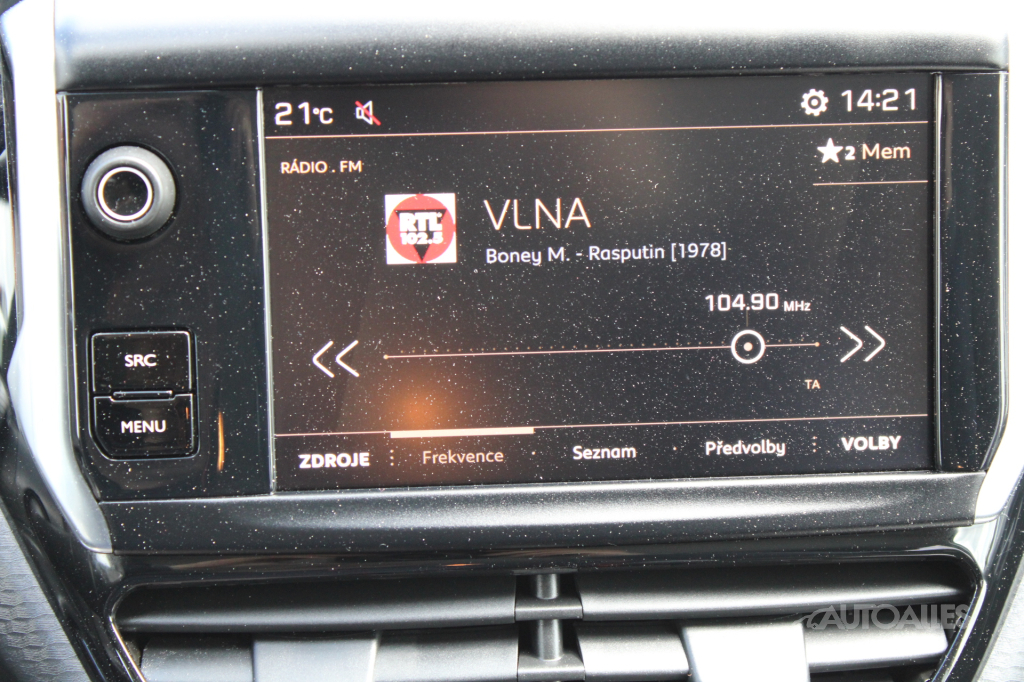 21°C 14:21
RÁDIO . FM
2 Mem
RTL
102.5
VLNA
Boney M. - Rasputin [1978]
104.90 MHz
TA
SRC
MENU
ZDROJE Frekvence Seznam Předvolby VOLBY
AUTOALLES